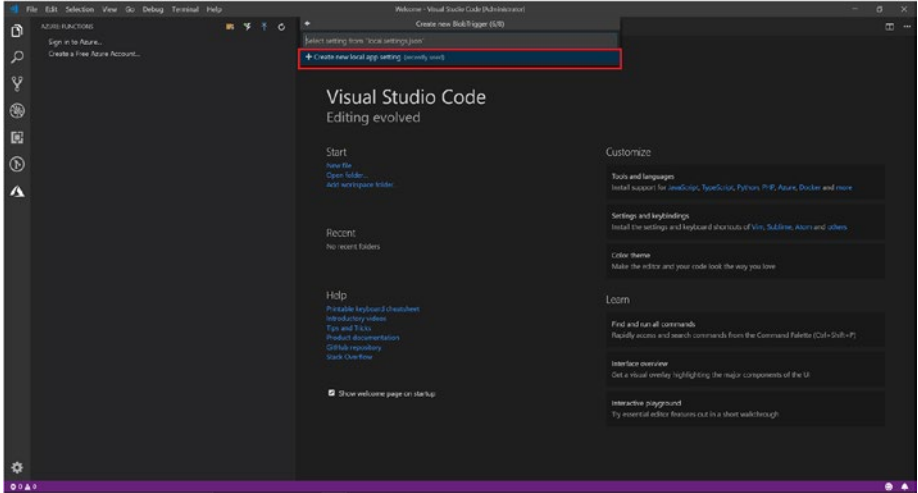 File Edit Selection View Go Debug Terminal Help
Welcome - Visual Studio Code [Administrator]
AZURE: FUNCTIONS
Sign in to Azure...
Create a Free Azure Account...
Create new BlobTrigger (6/8)
Select setting from "local.settings.json"
+ Create new local app setting (recently used)
Visual Studio Code
Editing evolved
Start
New file
Open folder...
Add workspace folder...
Recent
No recent folders
Help
Printable keyboard cheatsheet
Introductory videos
Tips and Tricks
Product documentation
GitHub repository
Stack Overflow
Show welcome page on startup
Customize
Tools and languages
Install support for JavaScript, TypeScript, Python, PHP, Azure, Docker and more
Settings and keybindings
Install the settings and keyboard shortcuts of Vim, Sublime, Atom and others
Color theme
Make the editor and your code look the way you love
Learn
Find and run all commands
Rapidly access and search commands from the Command Palette (Ctrl+Shift+P)
Interface overview
Get a visual overlay highlighting the major components of the UI
Interactive playground
Try essential editor features out in a short walkthrough
0 0